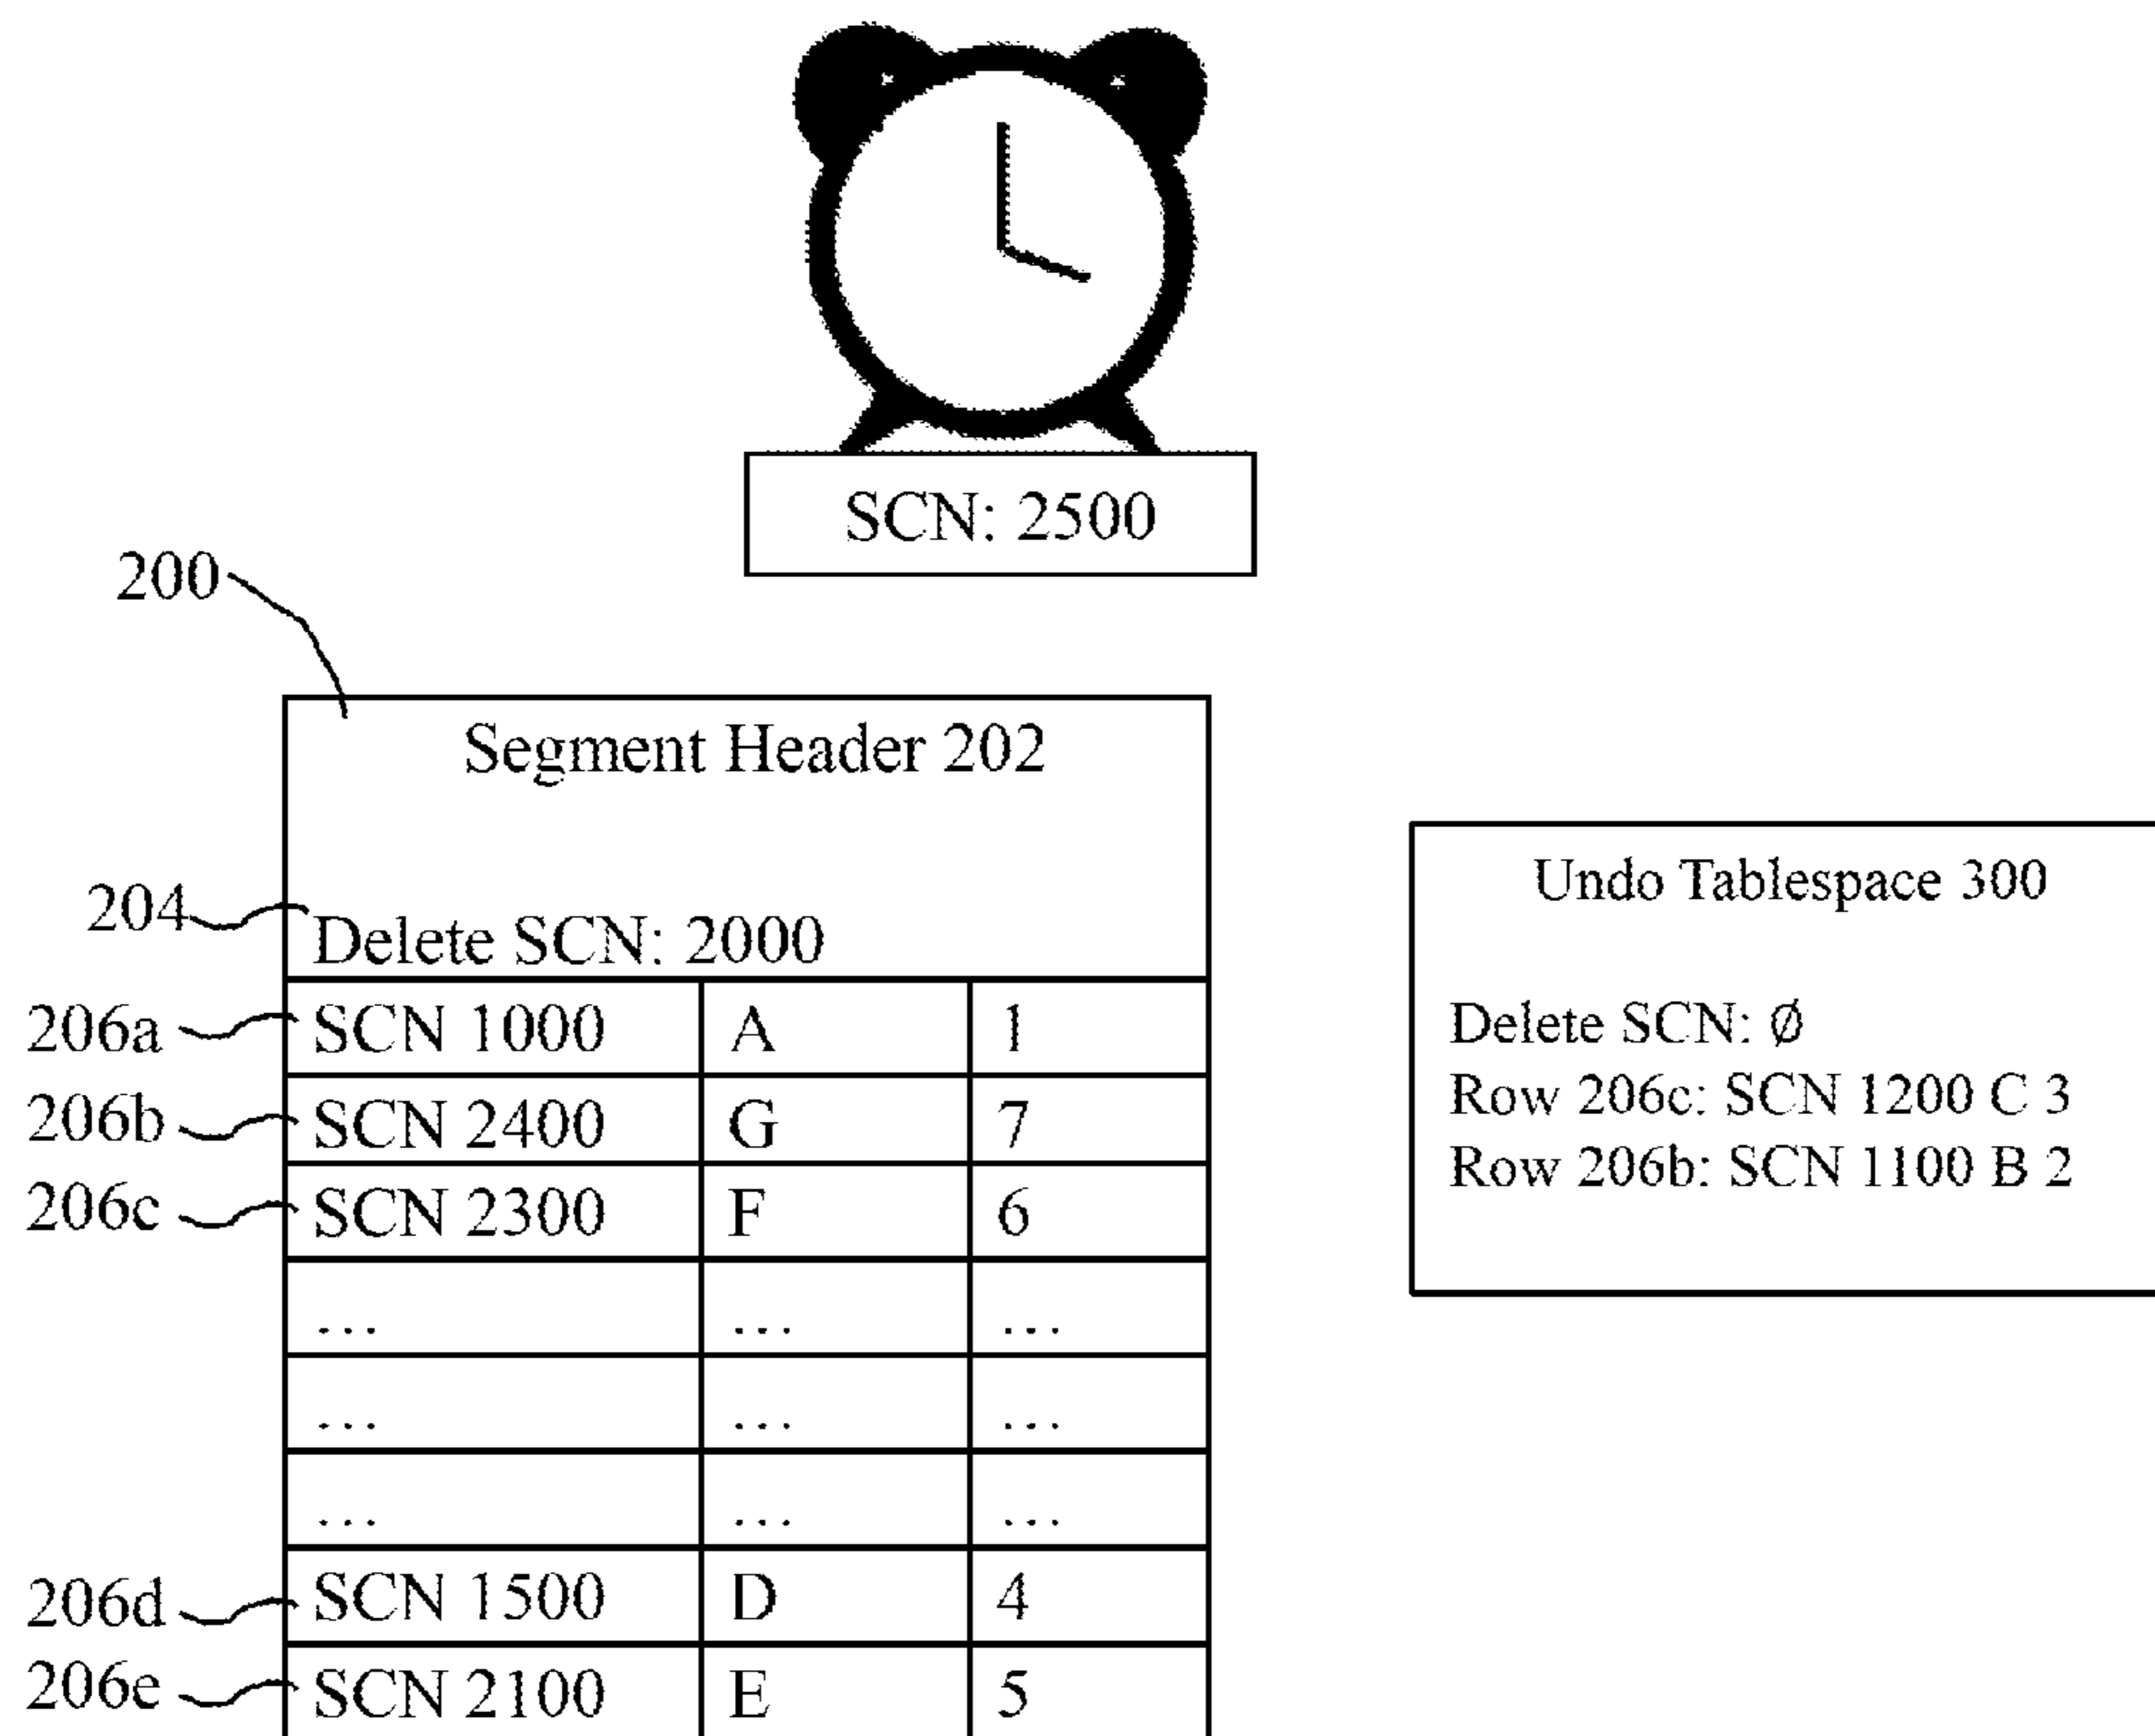 SCN: 2500
200
Segment Header 202
204
Delete SCN: 2000
206a SCN 1000 A 1
206b SCN 2400 G 7
206c SCN 2300 F 6
... ... ...
... ... ...
... ... ...
206d SCN 1500 D 4
206e SCN 2100 E 5
Undo Tablespace 300
Delete SCN: Ø
Row 206c: SCN 1200 C 3
Row 206b: SCN 1100 B 2